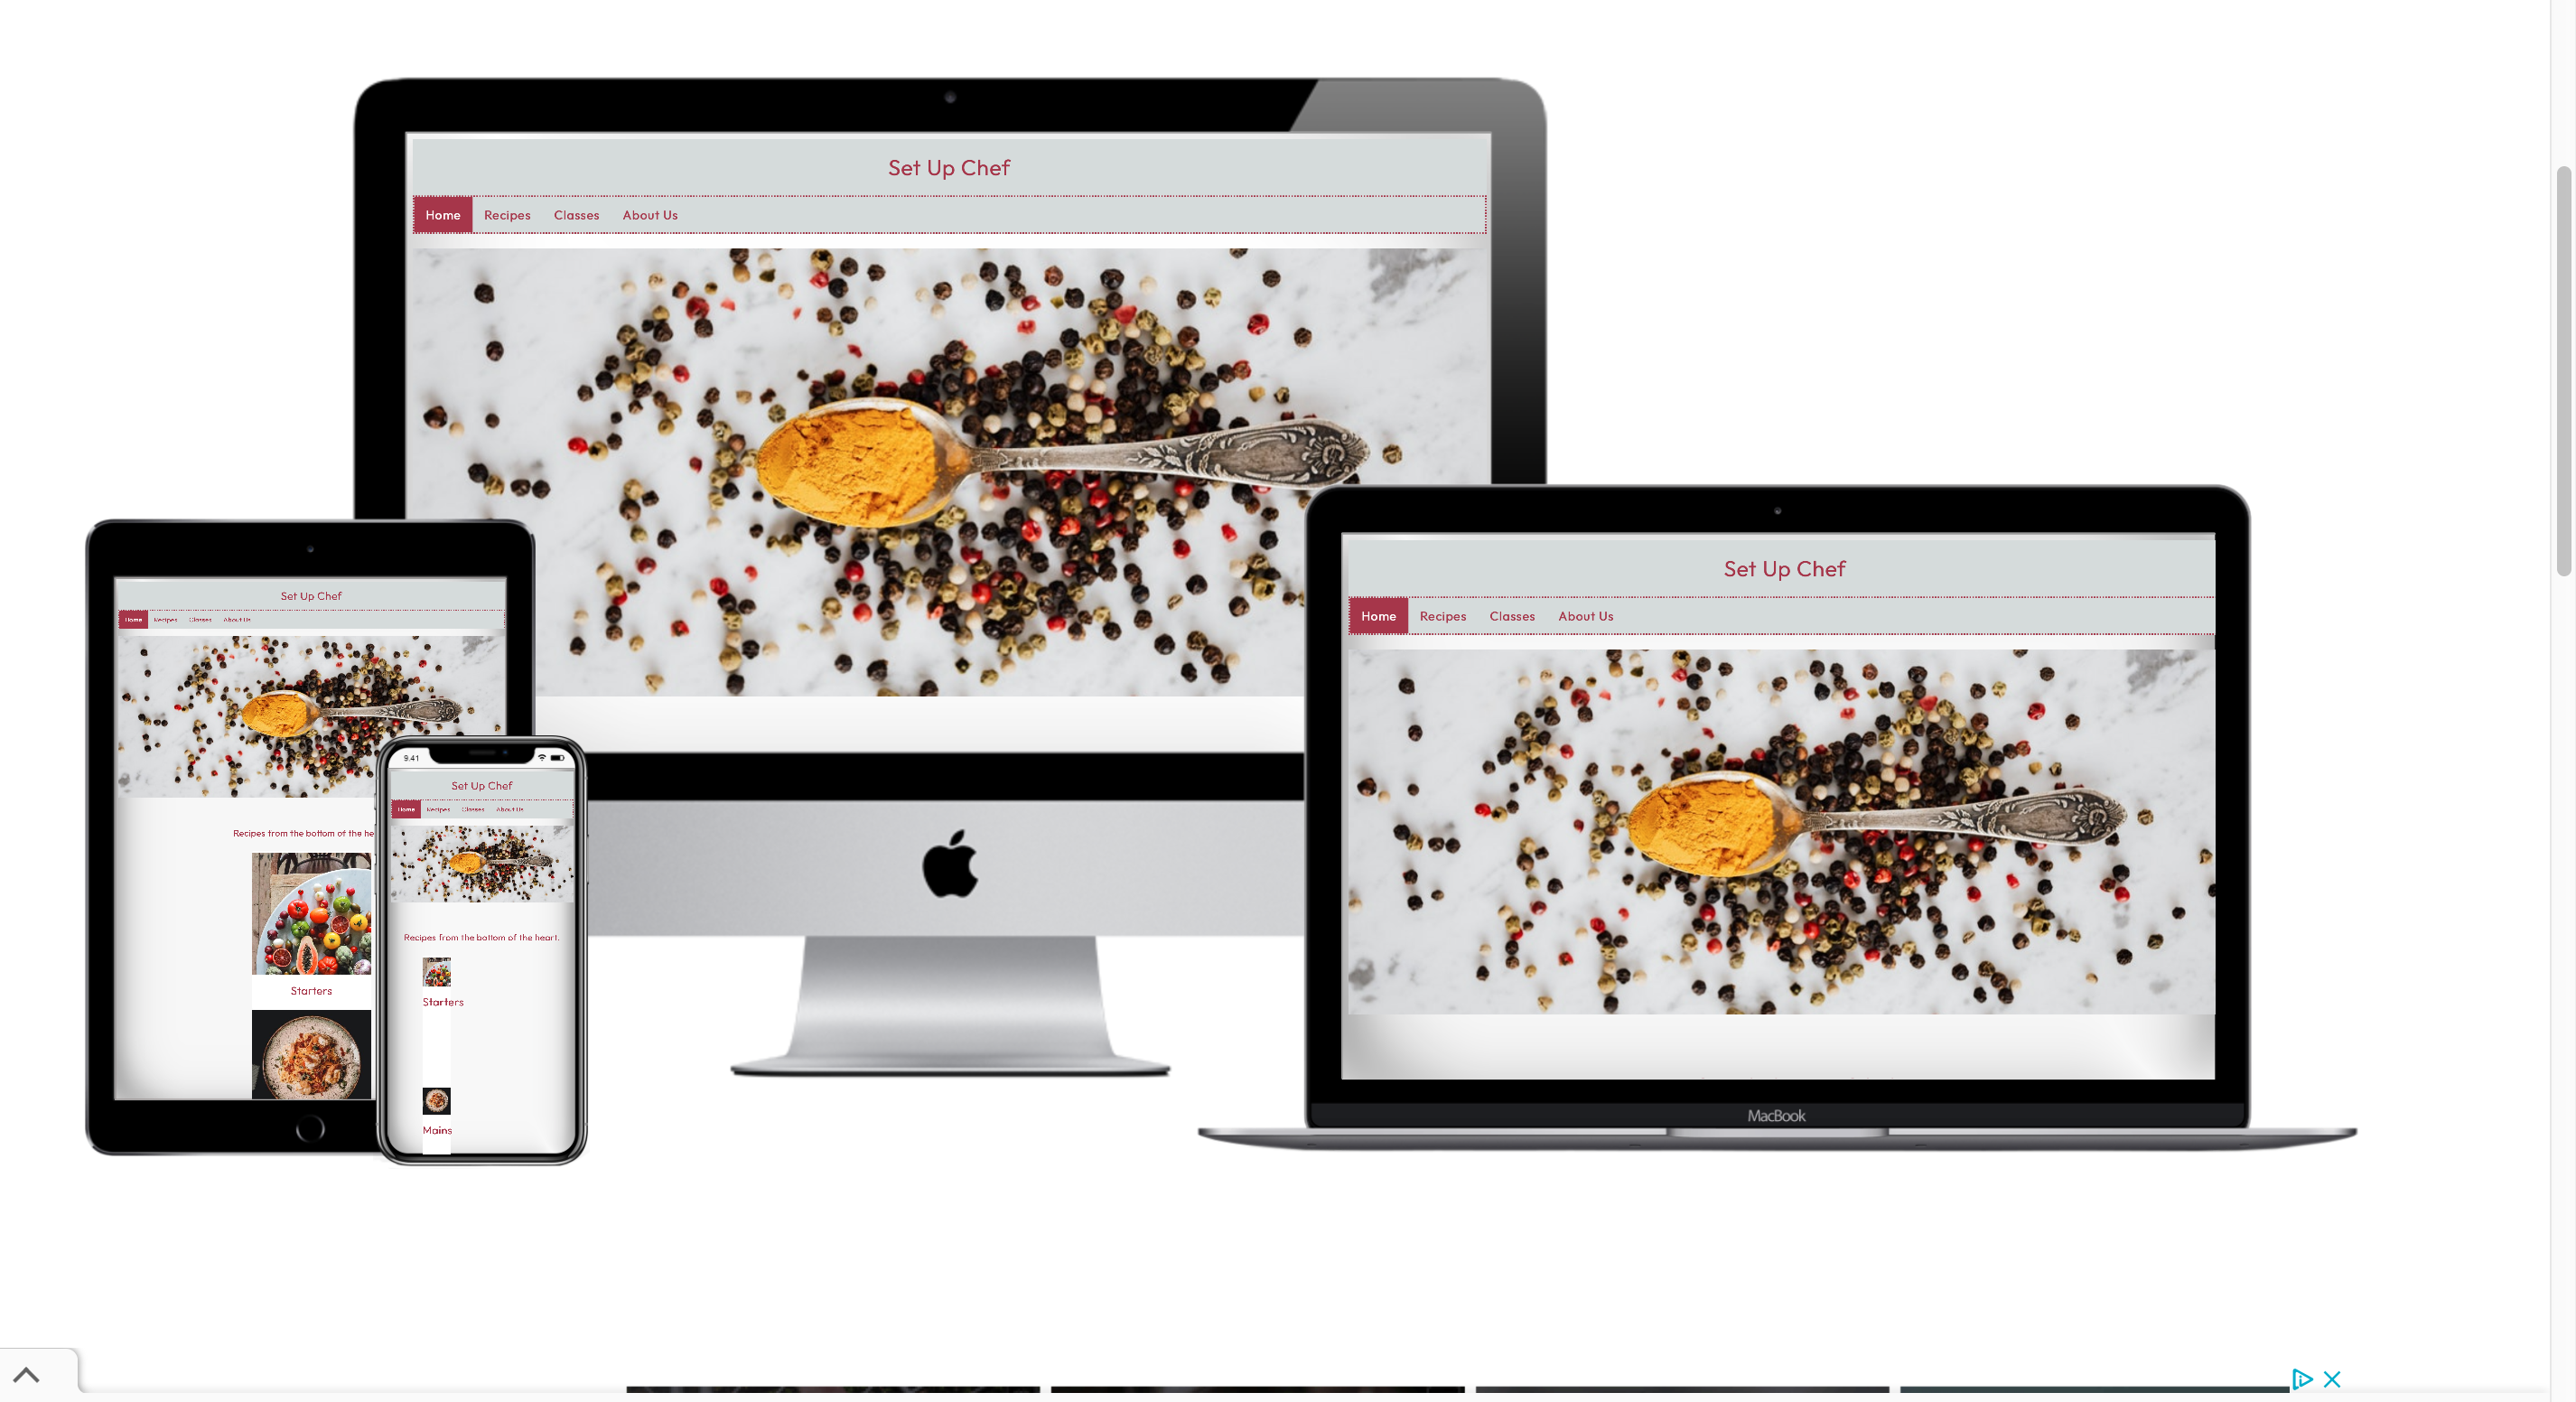 Set Up Chef
Home Recipes Classes About Us
Set Up Chef
Home Recipes Classes About Us
Recipes from the bottom of the he
Starters
9.41
Set Up Chef
Home Recipes Classes About Us
Recipes from the bottom of the heart.
Starters
Mains
Set Up Chef
Home Recipes Classes About Us
MacBook